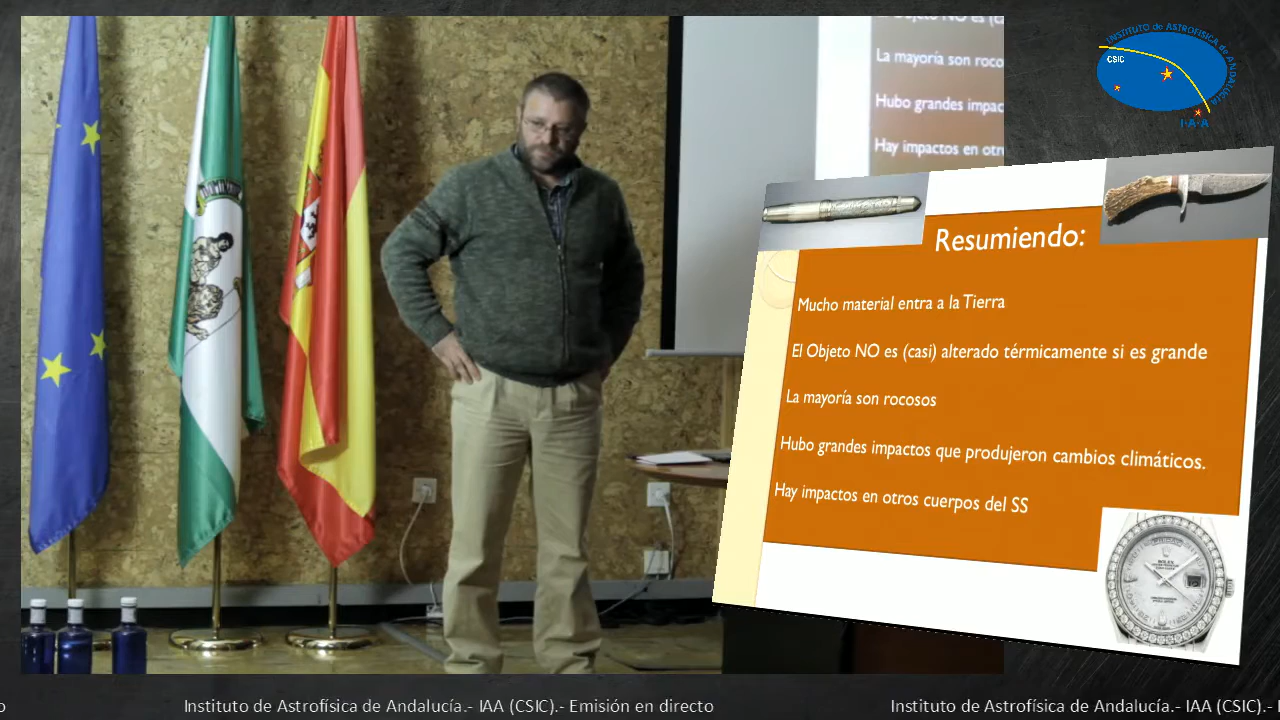 INSTITUTO de ASTROFÍSICA de ANDALUCÍA
CSIC
I·A·A
La mayoría son roco
Hubo grandes impac
Hay impactos en otr
Resumiendo:
Mucho material entra a la Tierra
El Objeto NO es (casi) alterado térmicamente si es grande
La mayoría son rocosos
Hubo grandes impactos que produjeron cambios climáticos.
Hay impactos en otros cuerpos del SS
ROLEX
o
Instituto de Astrofísica de Andalucía.- IAA (CSIC).- Emisión en directo
Instituto de Astrofísica de Andalucía.- IAA (CSIC).-